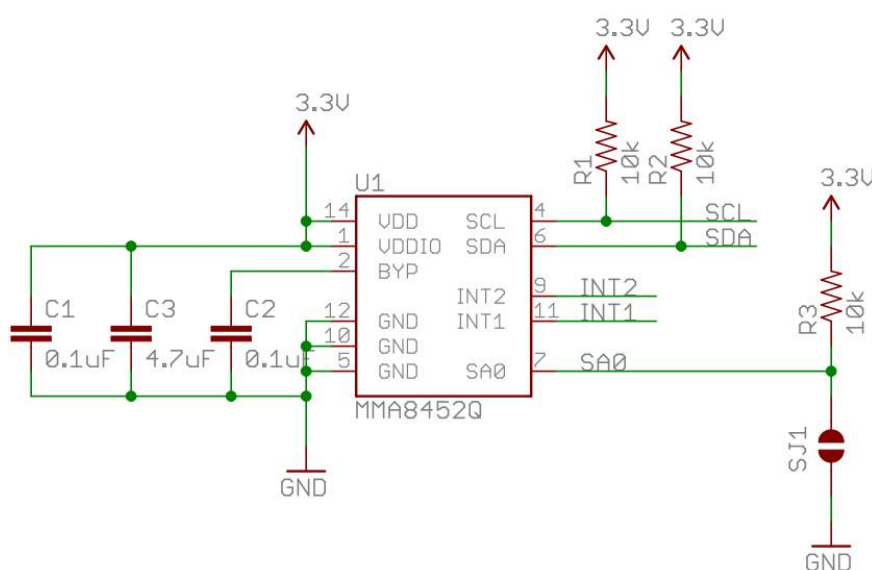 3.3V 3.3V
3.3V
U1
R1
10k
R2
10k
3.3V
14 VDD SCL 4 SCL
1 VDDIO SDA 6 SDA
2 BYP
INT2 9 INT2
12 GND INT1 11 INT1
10 GND
5 GND SA0 7 SA0
C1 C3 C2
0.1uF 4.7uF 0.1uF
R3
10k
MMA8452Q
SJ1
GND
GND